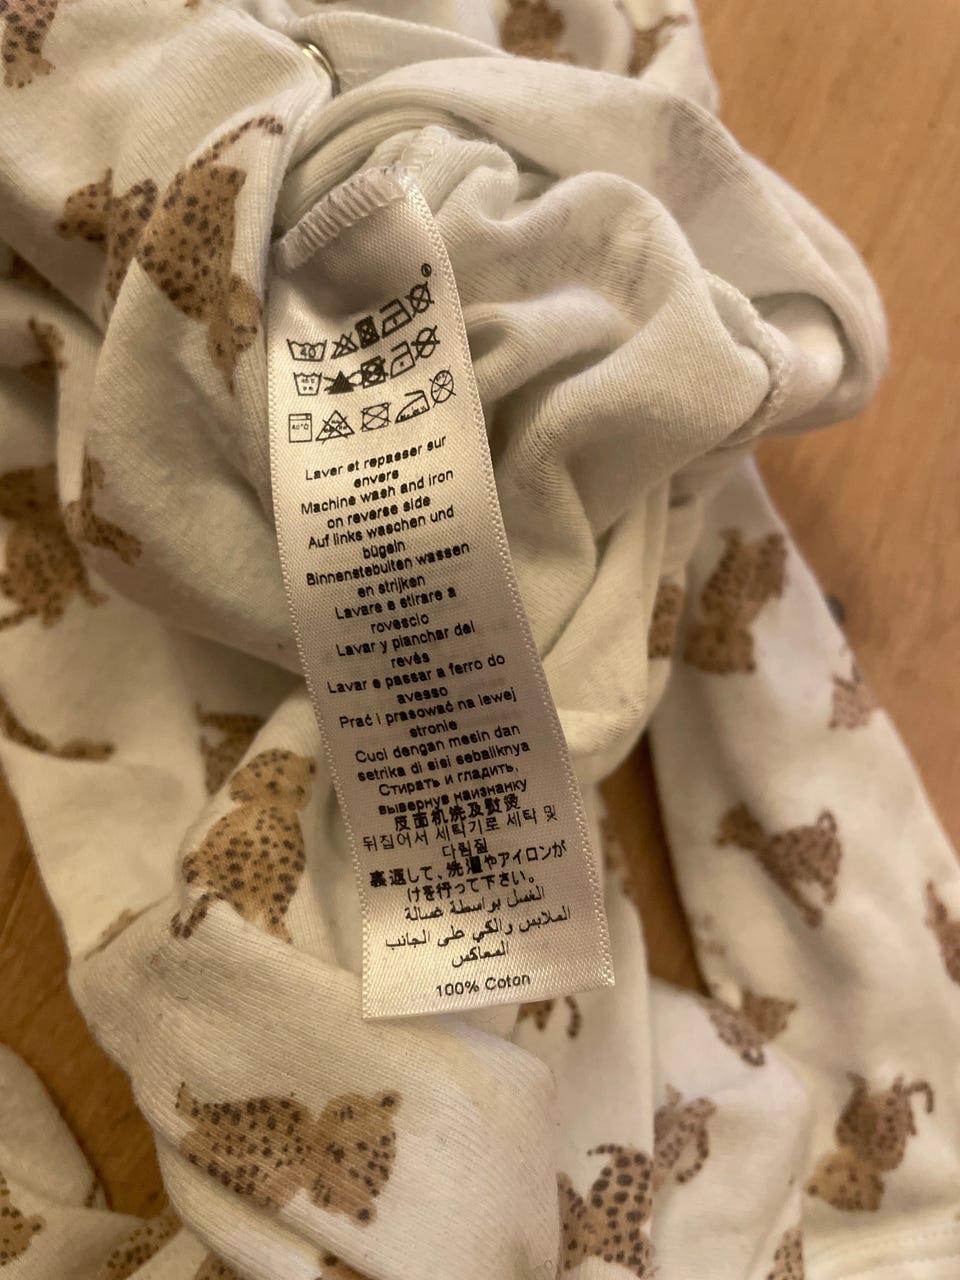 40
40°C
Laver et repasser sur
envers
Machine wash and iron
on reverse side
Auf links waschen und
bügeln
Binnenstebuiten wassen
en strijken
Lavare e stirare a
rovescio
Lavar y planchar del
revés
Lavar e passar a ferro do
avesso
Prać i prasować na lewej
stronie
Cuci dengan mesin dan
setrika di sisi sebaliknya
Стирать и гладить,
вывернув наизнанку
反面机洗及熨烫
뒤집어서 세탁기로 세탁 및
다림질
裏返して、洗濯やアイロンが
けを行って下さい。
الغسل بواسطة غسالة
الملابس والكي على الجانب
المعاكس
100% Coton